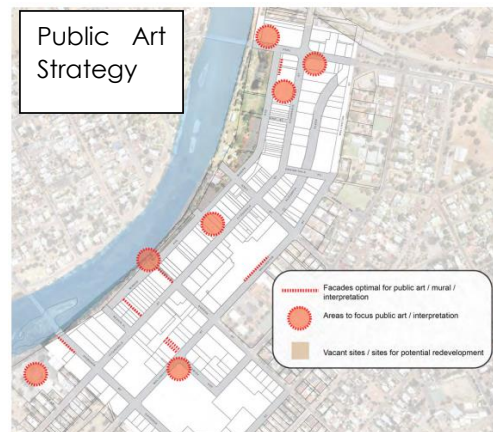 Public Art
Strategy
Facades optimal for public art / mural /
interpretation
Areas to focus public art / interpretation
Vacant sites / sites for potential redevelopment